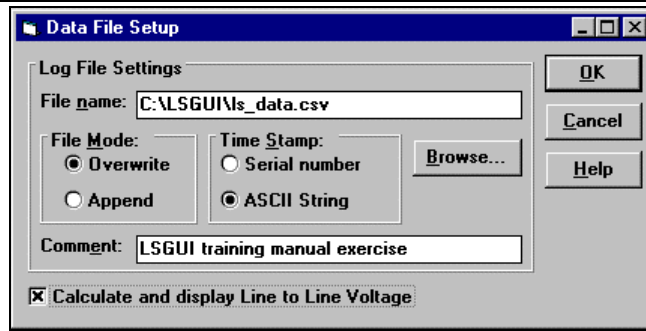 Data File Setup
Log File Settings
File name: C:\LSGUI\ls_data.csv
File Mode:
Overwrite
Append
Time Stamp:
Serial number
ASCII String
Browse...
Comment: LSGUI training manual exercise
Calculate and display Line to Line Voltage
OK
Cancel
Help